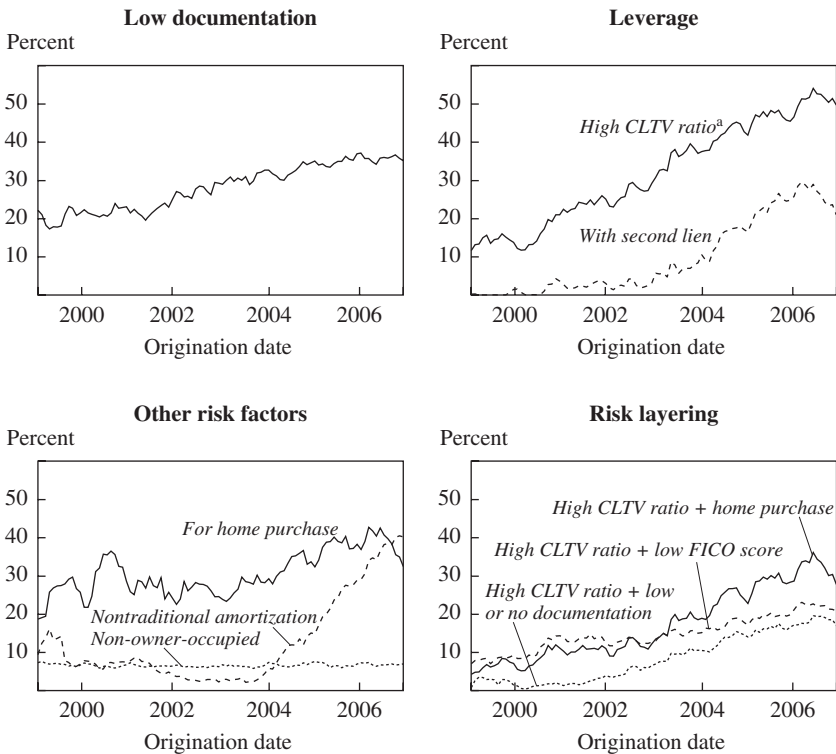 Low documentation
Percent
50
40
30
20
10
2000 2002 2004 2006
Origination date
Leverage
Percent
50
40
30
20
10
High CLTV ratioᵃ
With second lien
2000 2002 2004 2006
Origination date
Other risk factors
Percent
50
40
30
20
10
For home purchase
Nontraditional amortization
Non-owner-occupied
2000 2002 2004 2006
Origination date
Risk layering
Percent
50
40
30
20
10
High CLTV ratio + home purchase
High CLTV ratio + low FICO score
High CLTV ratio + low
or no documentation
2000 2002 2004 2006
Origination date